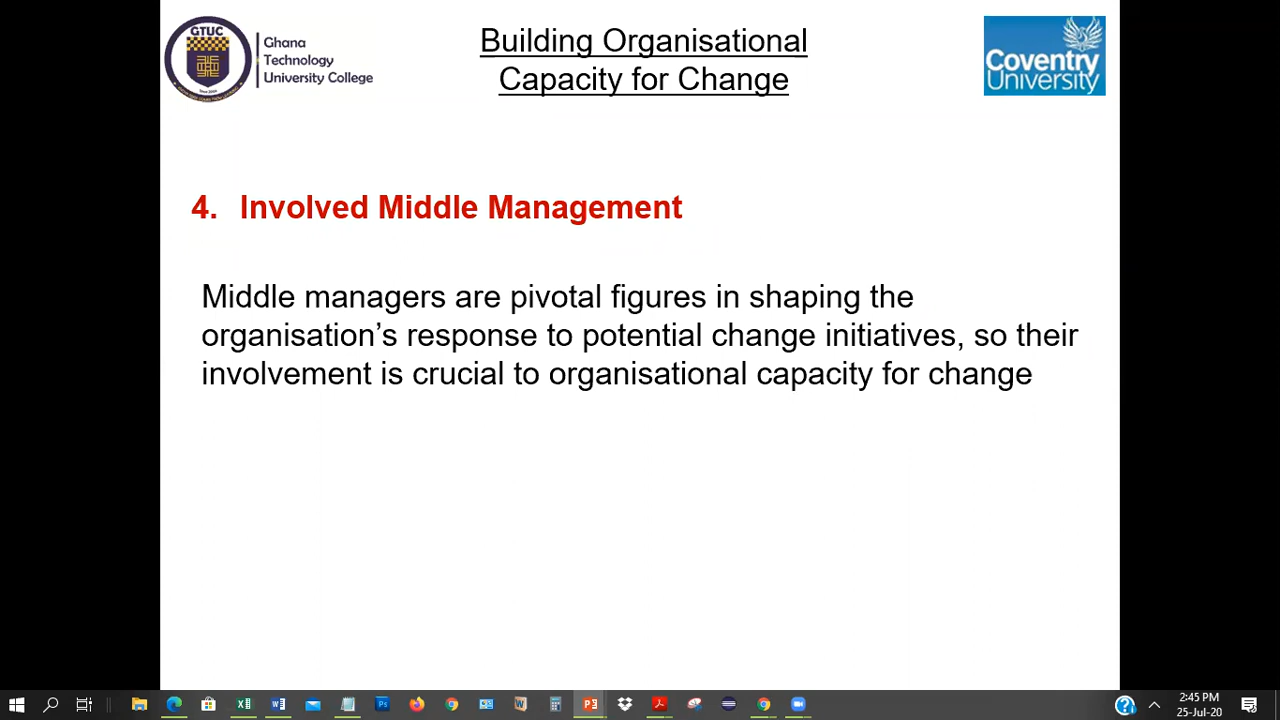 GTUC
Ghana
Technology
University College
Building Organisational
Capacity for Change
Coventry
University
4. Involved Middle Management
Middle managers are pivotal figures in shaping the
organisation’s response to potential change initiatives, so their
involvement is crucial to organisational capacity for change
2:45 PM
25-Jul-20